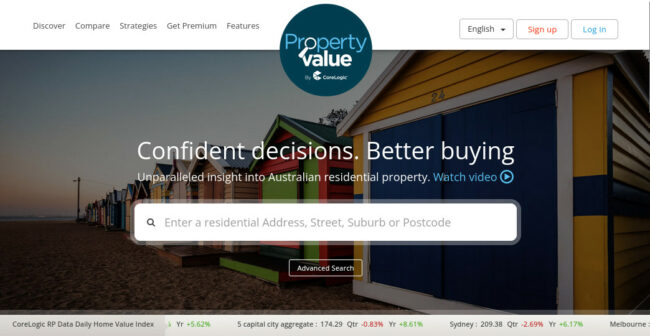 Discover Compare Strategies Get Premium Features
Property
value
By CoreLogic
English
Sign up
Log in
24
Confident decisions. Better buying
Unparalleled insight into Australian residential property. Watch video
Enter a residential Address, Street, Suburb or Postcode
Advanced Search
CoreLogic RP Data Daily Home Value Index Yr +5.62% 5 capital city aggregate : 174.29 Qtr -0.83% Yr +8.61% Sydney : 209.38 Qtr -2.69% Yr +6.17% Melbourne :